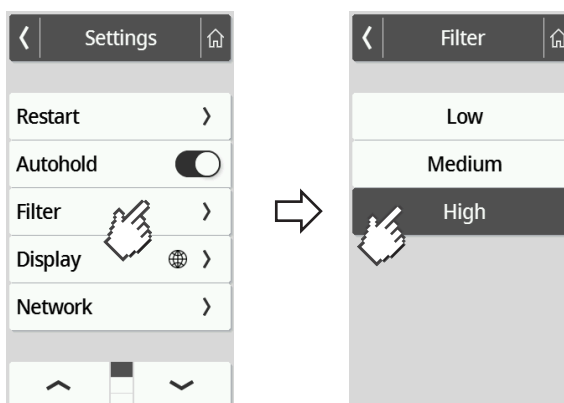 Settings
Restart
Autohold
Filter
Display
Network
Filter
Low
Medium
High